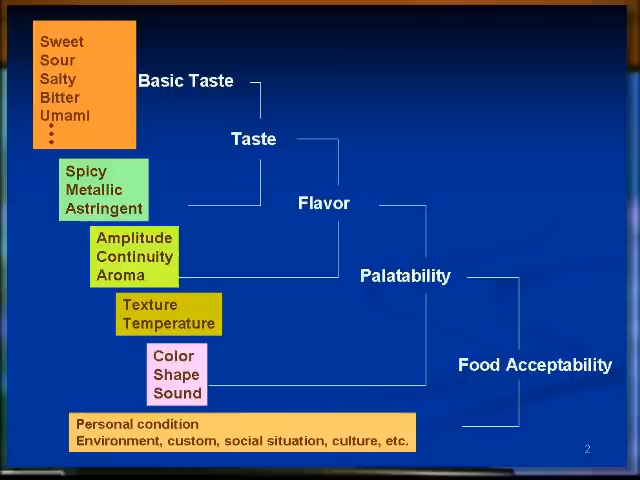 Sweet
Sour
Salty
Bitter
Umami
Basic Taste
Taste
Spicy
Metallic
Astringent
Flavor
Amplitude
Continuity
Aroma
Palatability
Texture
Temperature
Color
Shape
Sound
Food Acceptability
Personal condition
Environment, custom, social situation, culture, etc.
2